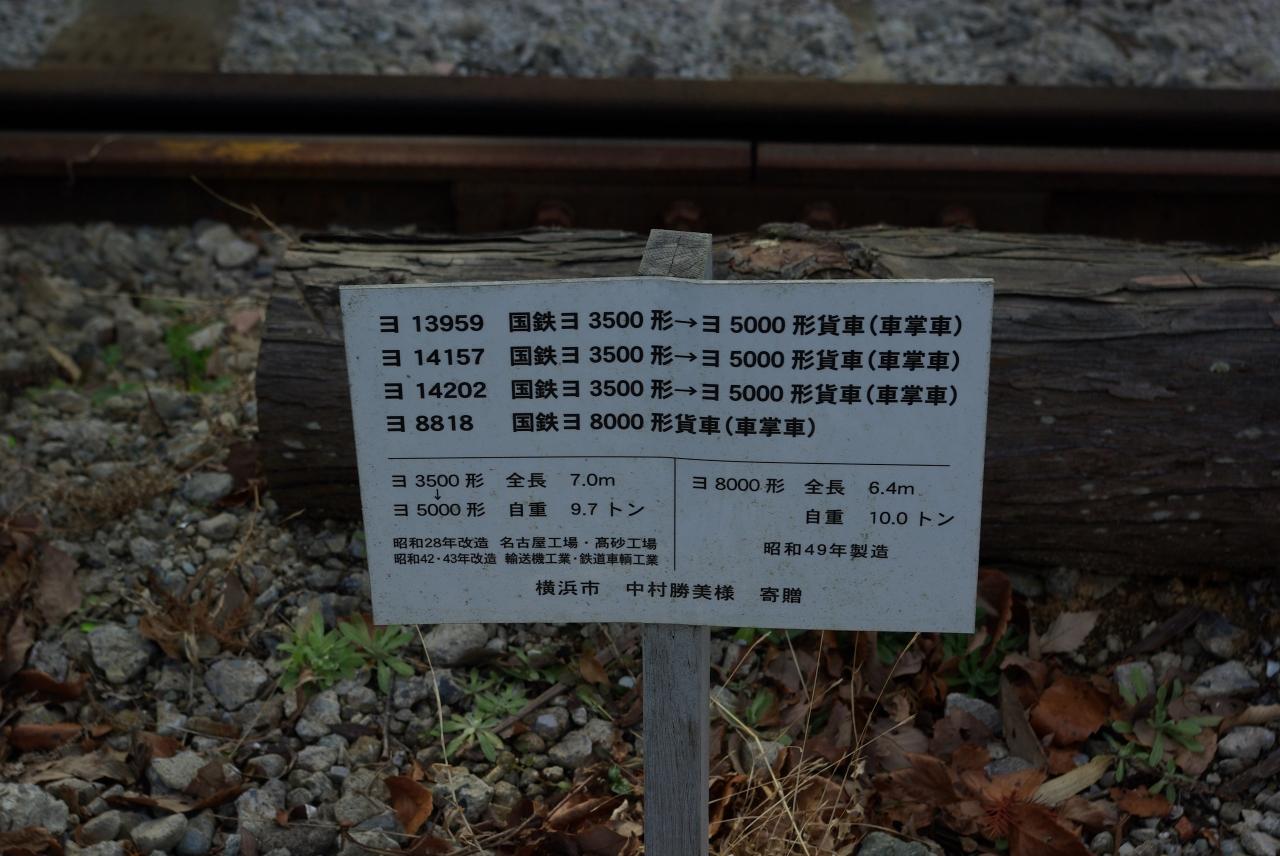 ヨ 13959 国鉄ヨ 3500 形→ヨ 5000 形貨車(車掌車)
ヨ 14157 国鉄ヨ 3500 形→ヨ 5000 形貨車(車掌車)
ヨ 14202 国鉄ヨ 3500 形→ヨ 5000 形貨車(車掌車)
ヨ 8818 国鉄ヨ 8000 形貨車(車掌車)
ヨ 3500 形 全長 7.0m
↓
ヨ 5000 形 自重 9.7 トン
昭和28年改造 名古屋工場・髙砂工場
昭和42・43年改造 輸送機工業・鉄道車輌工業
ヨ 8000 形 全長 6.4m
自重 10.0 トン
昭和49年製造
横浜市 中村勝美様 寄贈